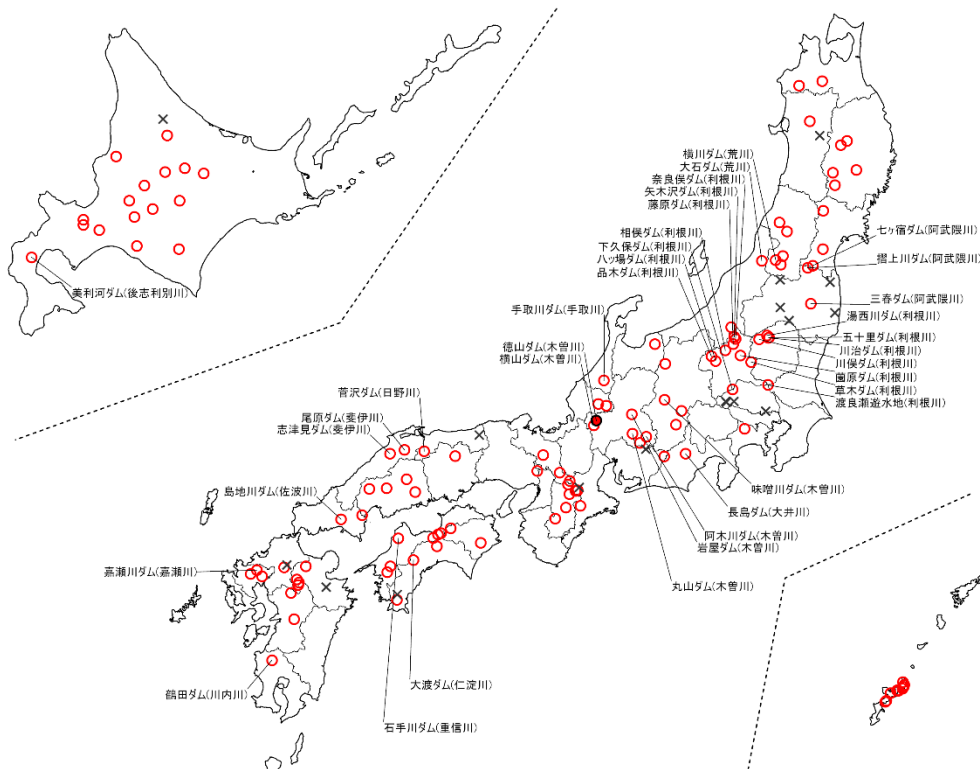 横川ダム(荒川)
大石ダム(荒川)
奈良俣ダム(利根川)
矢木沢ダム(利根川)
藤原ダム(利根川)
相俣ダム(利根川)
下久保ダム(利根川)
八ッ場ダム(利根川)
品木ダム(利根川)
七ヶ宿ダム(阿武隈川)
摺上川ダム(阿武隈川)
三春ダム(阿武隈川)
湯西川ダム(利根川)
五十里ダム(利根川)
川治ダム(利根川)
川俣ダム(利根川)
薗原ダム(利根川)
草木ダム(利根川)
渡良瀬遊水地(利根川)
美利河ダム(後志利別川)
手取川ダム(手取川)
徳山ダム(木曽川)
横山ダム(木曽川)
菅沢ダム(日野川)
尾原ダム(斐伊川)
志津見ダム(斐伊川)
島地川ダム(佐波川)
嘉瀬川ダム(嘉瀬川)
鶴田ダム(川内川)
大渡ダム(仁淀川)
石手川ダム(重信川)
味噌川ダム(木曽川)
長島ダム(大井川)
阿木川ダム(木曽川)
岩屋ダム(木曽川)
丸山ダム(木曽川)